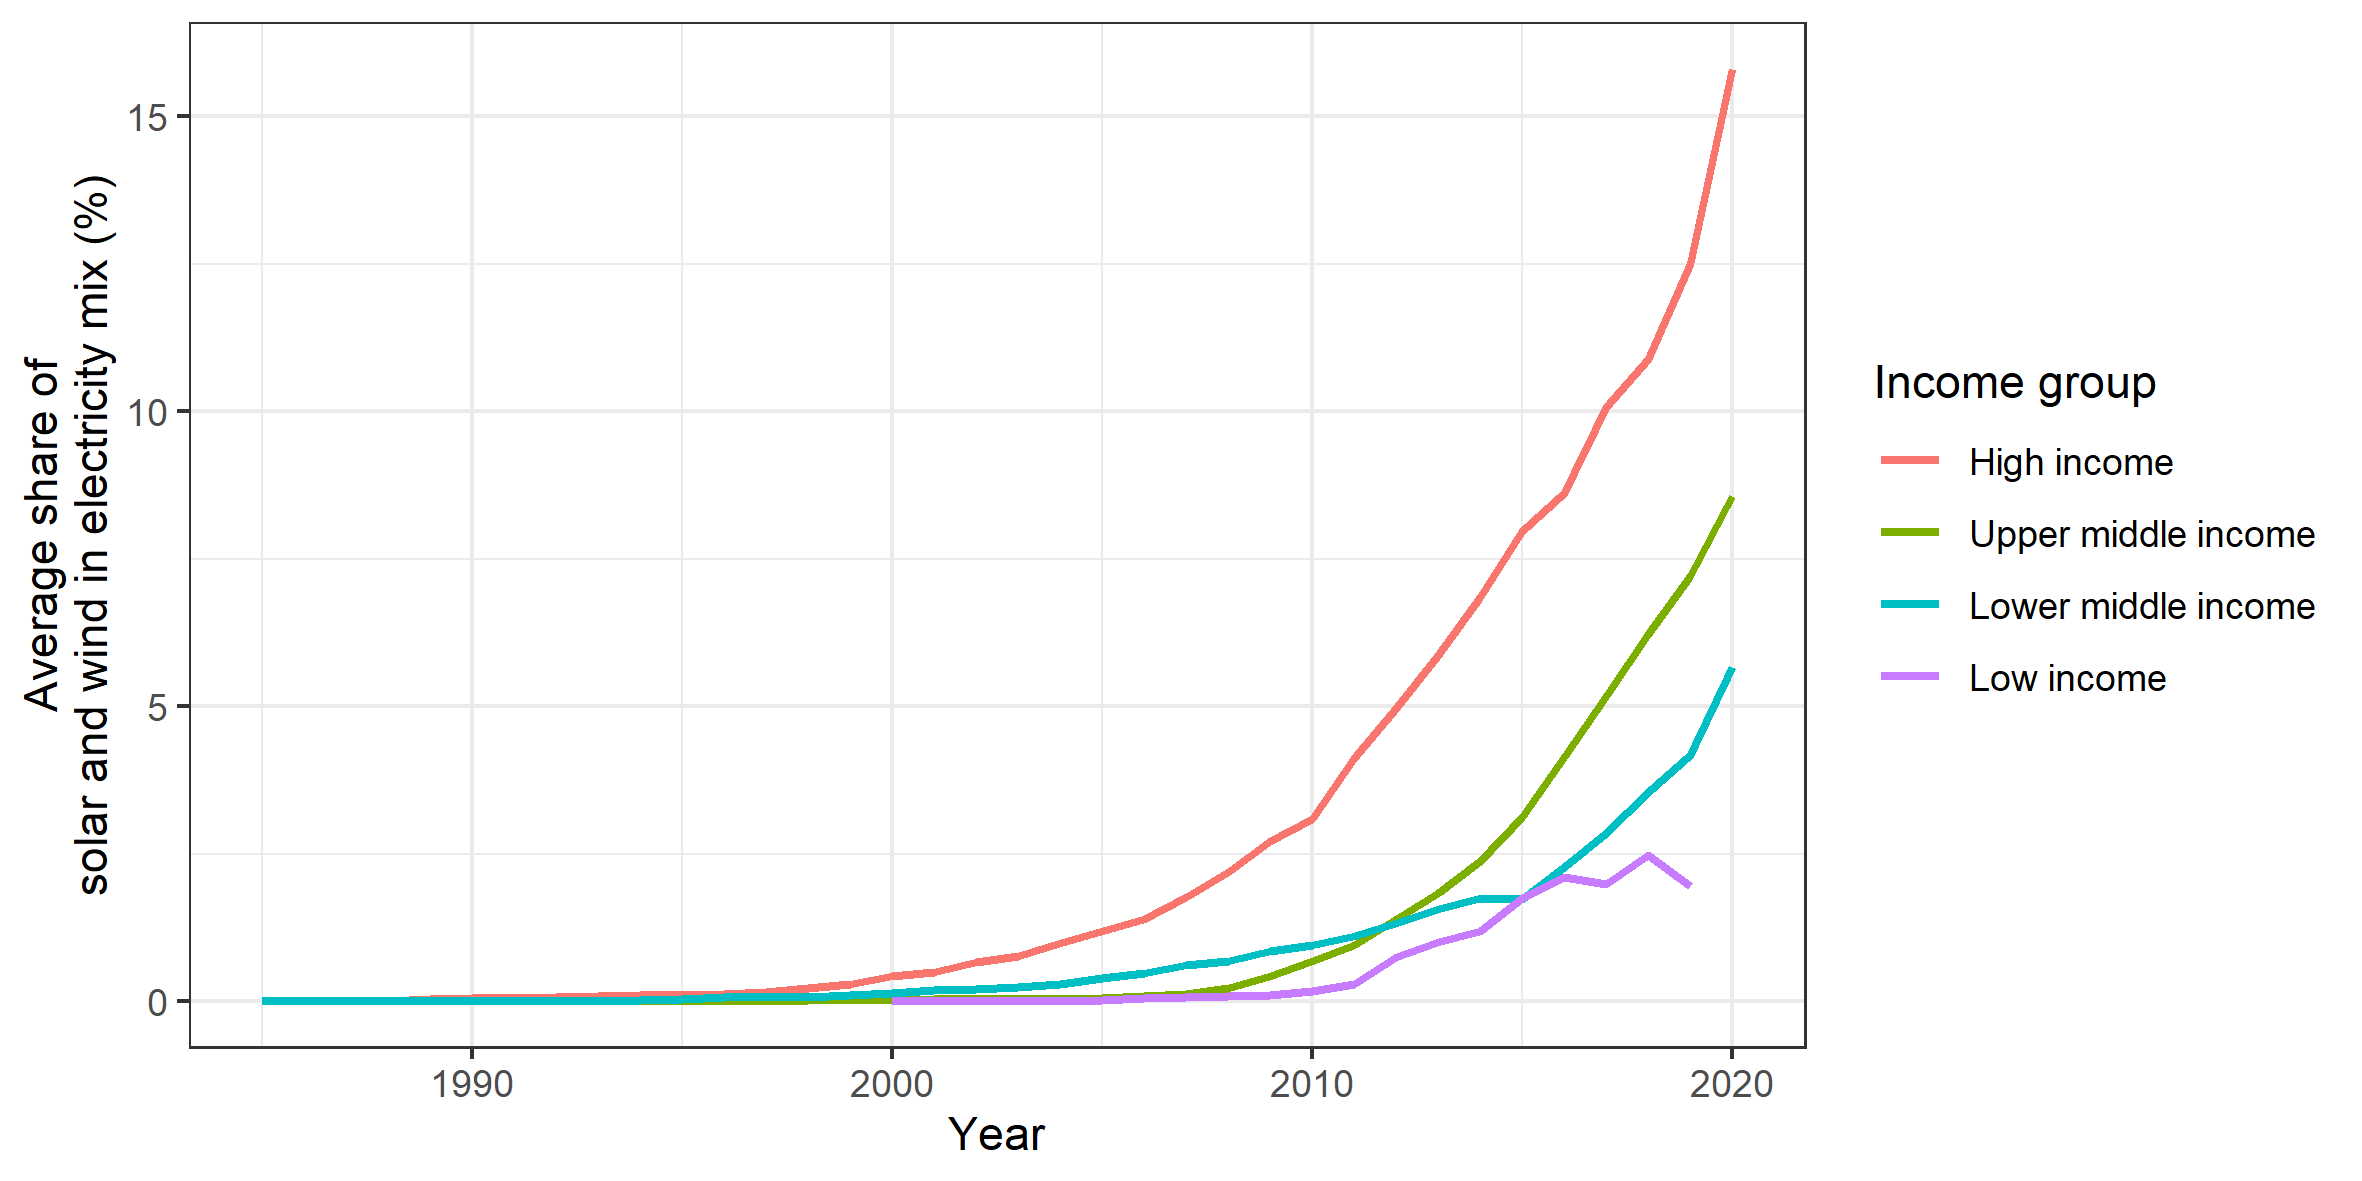 Average share of
solar and wind in electricity mix (%)
15
10
5
0
1990
2000
2010
2020
Year
Income group
High income
Upper middle income
Lower middle income
Low income